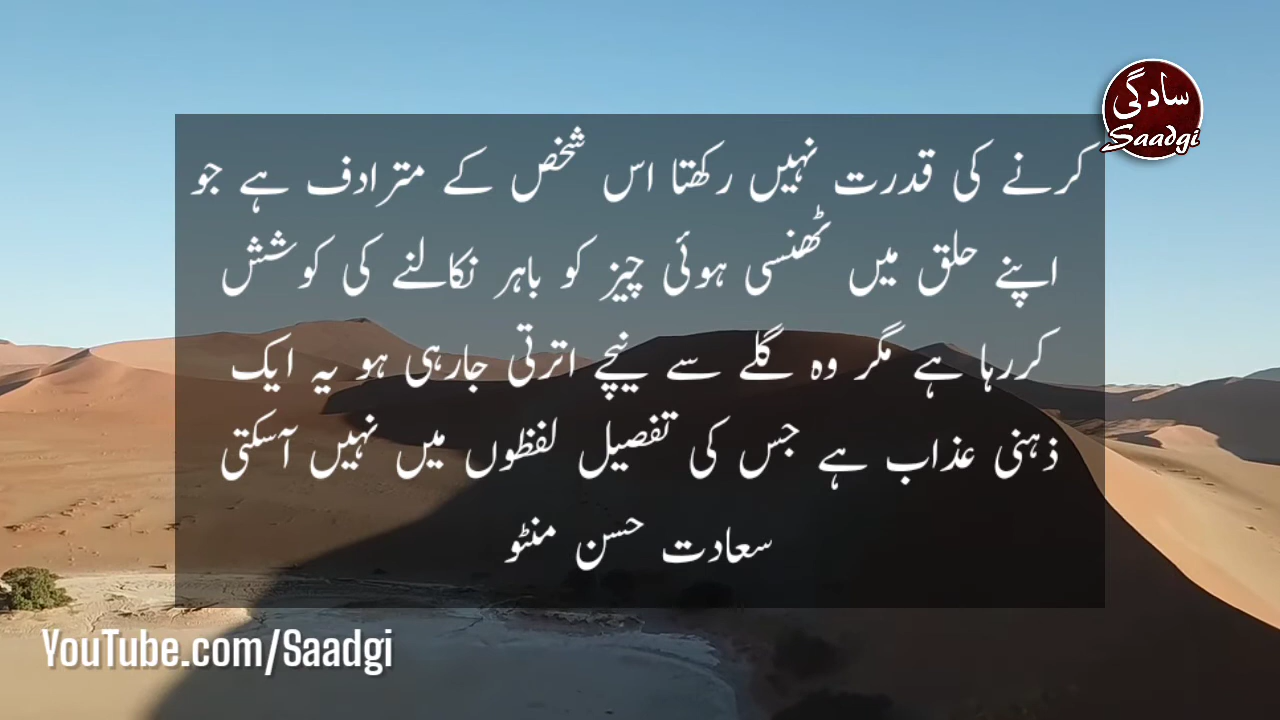 سادگی
Saadgi
کرنے کی قدرت نہیں رکھتا اس شخص کے مترادف ہے جو
اپنے حلق میں ٹھنسی ہوئی چیز کو باہر نکالنے کی کوشش
کررہا ہے مگر وہ گلے سے نیچے اترتی جارہی ہو یہ ایک
ذہنی عذاب ہے جس کی تفصیل لفظوں میں نہیں آسکتی
سعادت حسن منٹو
YouTube.com/Saadgi